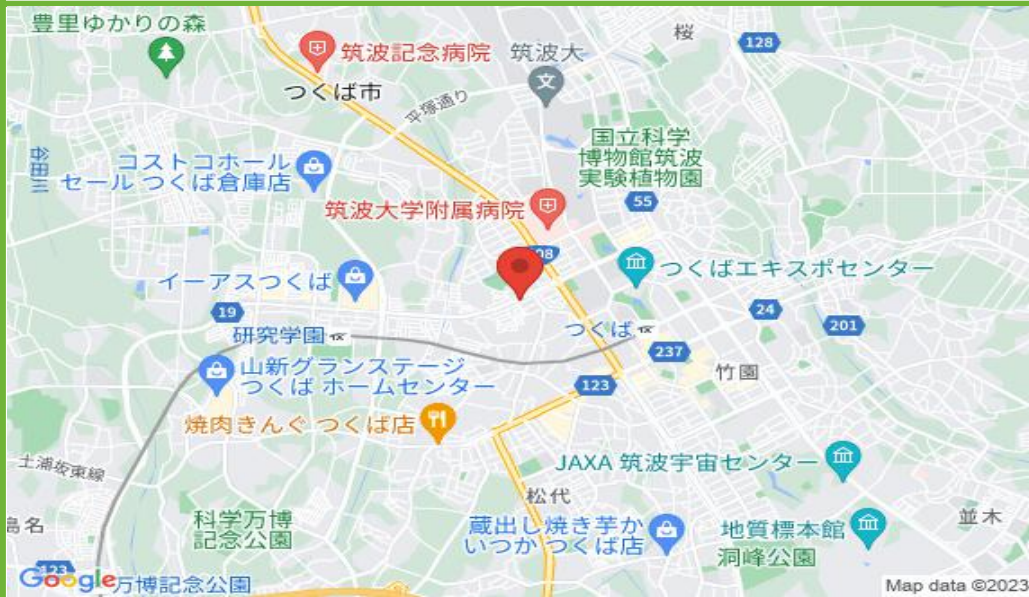 豊里ゆかりの森
筑波記念病院
筑波大
桜
128
つくば市
平塚通り
国立科学
博物館筑波
実験植物園
谷田川
コストコホール
セール つくば倉庫店
筑波大学附属病院
55
つくばエキスポセンター
イーアスつくば
19
24
201
研究学園
つくば
237
山新グランステージ
つくば ホームセンター
123
竹園
焼肉きんぐ つくば店
土浦坂東線
JAXA 筑波宇宙センター
松代
島名
科学万博
記念公園
蔵出し焼き芋か
いつか つくば店
地質標本館
洞峰公園
並木
123
Google
万博記念公園
Map data ©2023